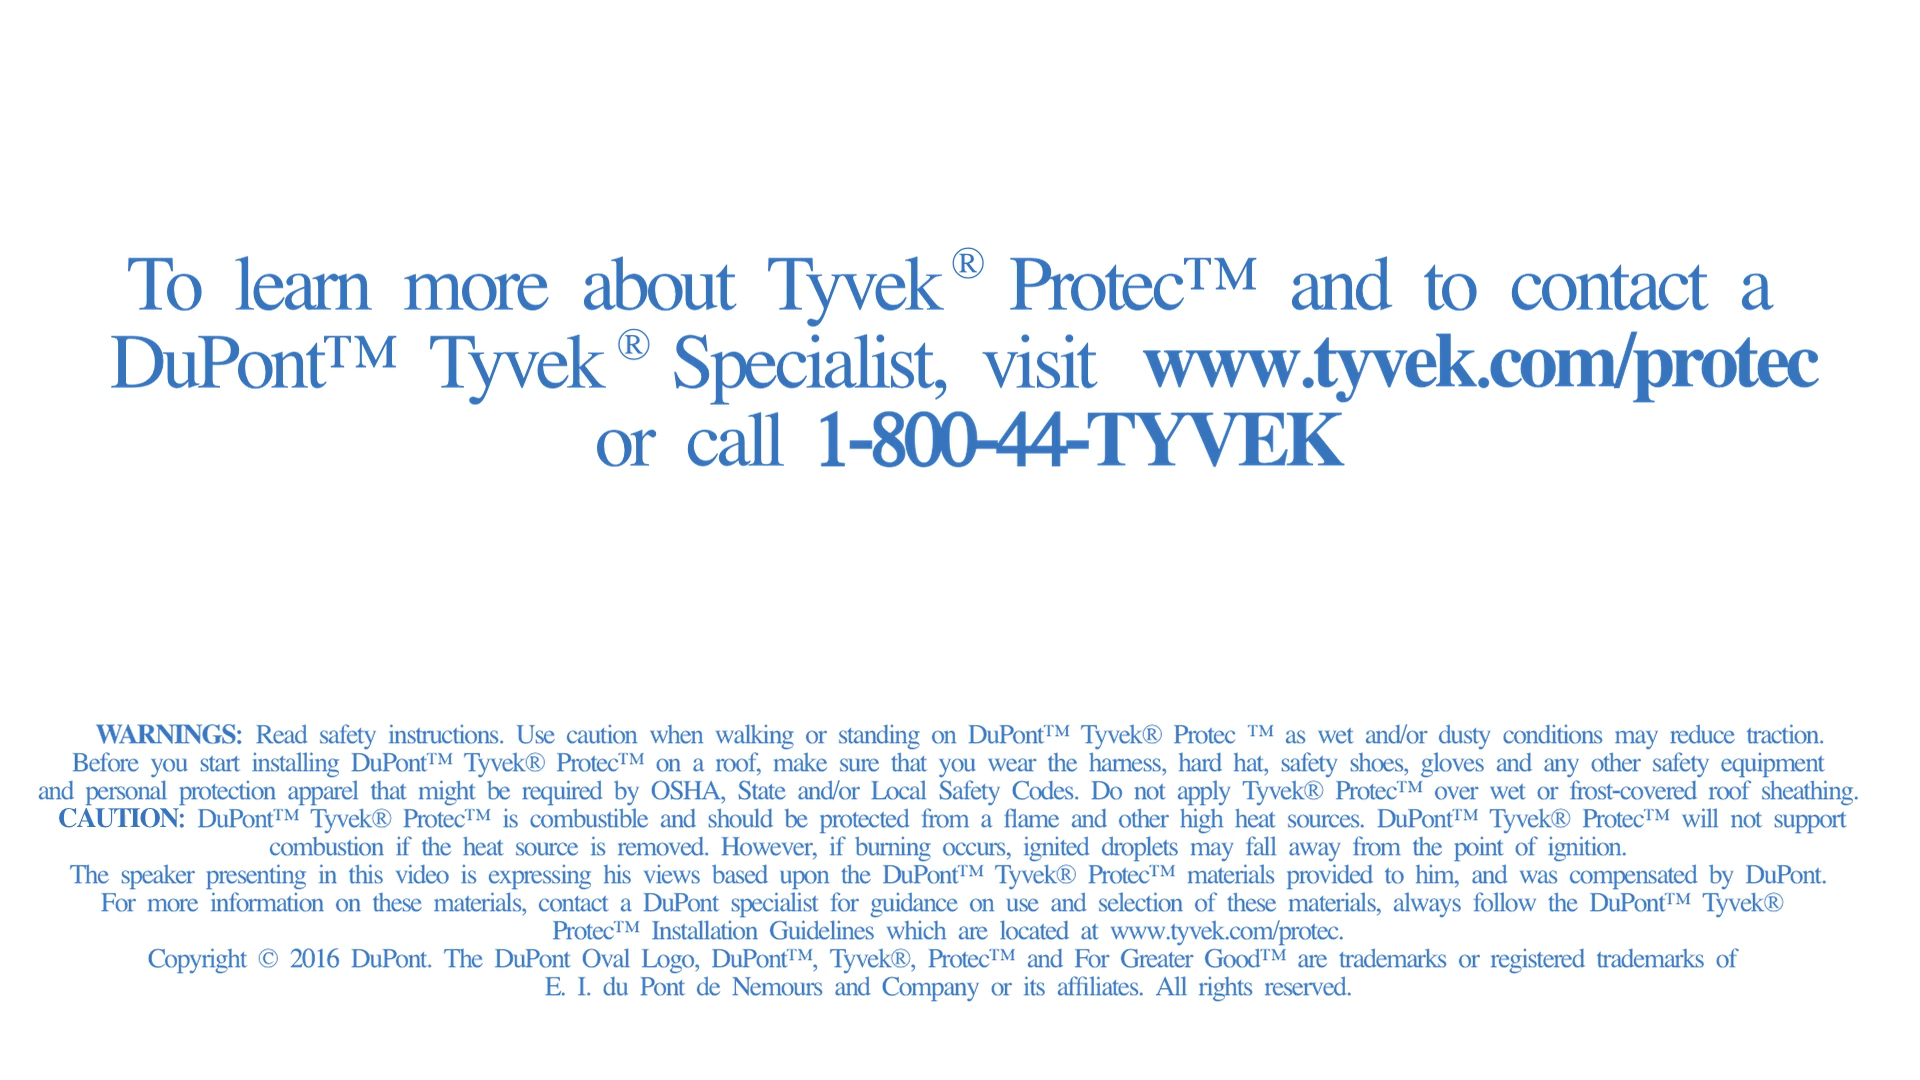 To learn more about Tyvek® Protec™ and to contact a
DuPont™ Tyvek® Specialist, visit www.tyvek.com/protec
or call 1-800-44-TYVEK
WARNINGS: Read safety instructions. Use caution when walking or standing on DuPont™ Tyvek® Protec ™ as wet and/or dusty conditions may reduce traction.
Before you start installing DuPont™ Tyvek® Protec™ on a roof, make sure that you wear the harness, hard hat, safety shoes, gloves and any other safety equipment
and personal protection apparel that might be required by OSHA, State and/or Local Safety Codes. Do not apply Tyvek® Protec™ over wet or frost-covered roof sheathing.
CAUTION: DuPont™ Tyvek® Protec™ is combustible and should be protected from a flame and other high heat sources. DuPont™ Tyvek® Protec™ will not support
combustion if the heat source is removed. However, if burning occurs, ignited droplets may fall away from the point of ignition.
The speaker presenting in this video is expressing his views based upon the DuPont™ Tyvek® Protec™ materials provided to him, and was compensated by DuPont.
For more information on these materials, contact a DuPont specialist for guidance on use and selection of these materials, always follow the DuPont™ Tyvek®
Protec™ Installation Guidelines which are located at www.tyvek.com/protec.
Copyright © 2016 DuPont. The DuPont Oval Logo, DuPont™, Tyvek®, Protec™ and For Greater Good™ are trademarks or registered trademarks of
E. I. du Pont de Nemours and Company or its affiliates. All rights reserved.